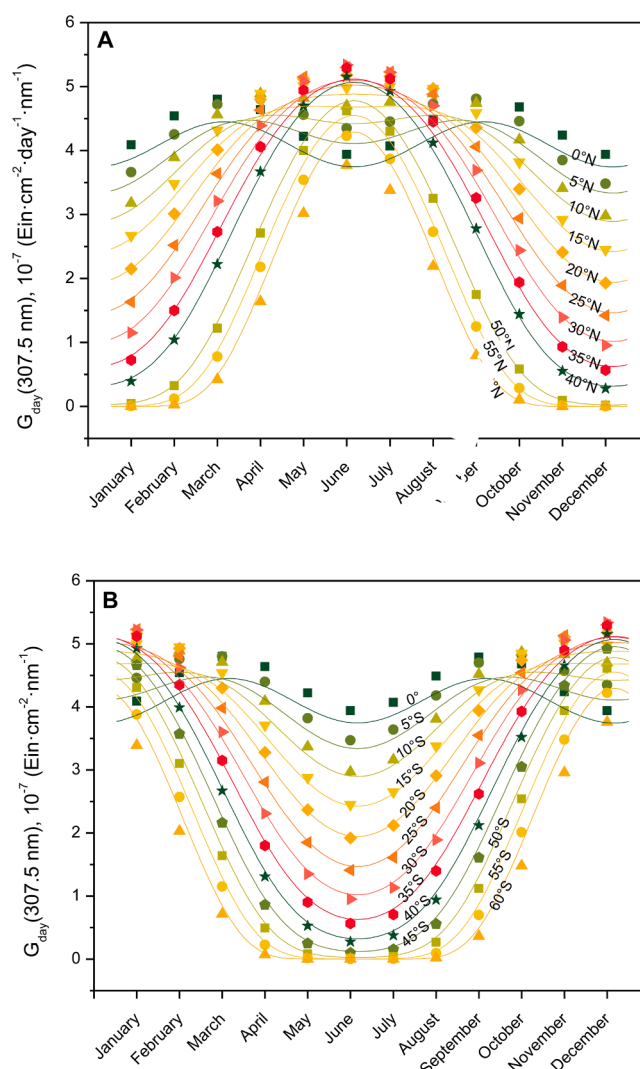 A
6
5
4
3
2
1
0
G_day(307.5 nm), 10⁻⁷ (Ein·cm⁻²·day⁻¹·nm⁻¹)
0°N
5°N
10°N
15°N
20°N
25°N
30°N
35°N
40°N
50°N
55°N
°N
January
February
March
April
May
June
July
August
October
November
December
B
6
5
4
3
2
1
0
G_day(307.5 nm), 10⁻⁷ (Ein·cm⁻²·nm⁻¹)
0°
5°S
10°S
15°S
20°S
25°S
30°S
35°S
40°S
45°S
50°S
55°S
60°S
January
February
March
April
May
June
July
August
September
October
November
December